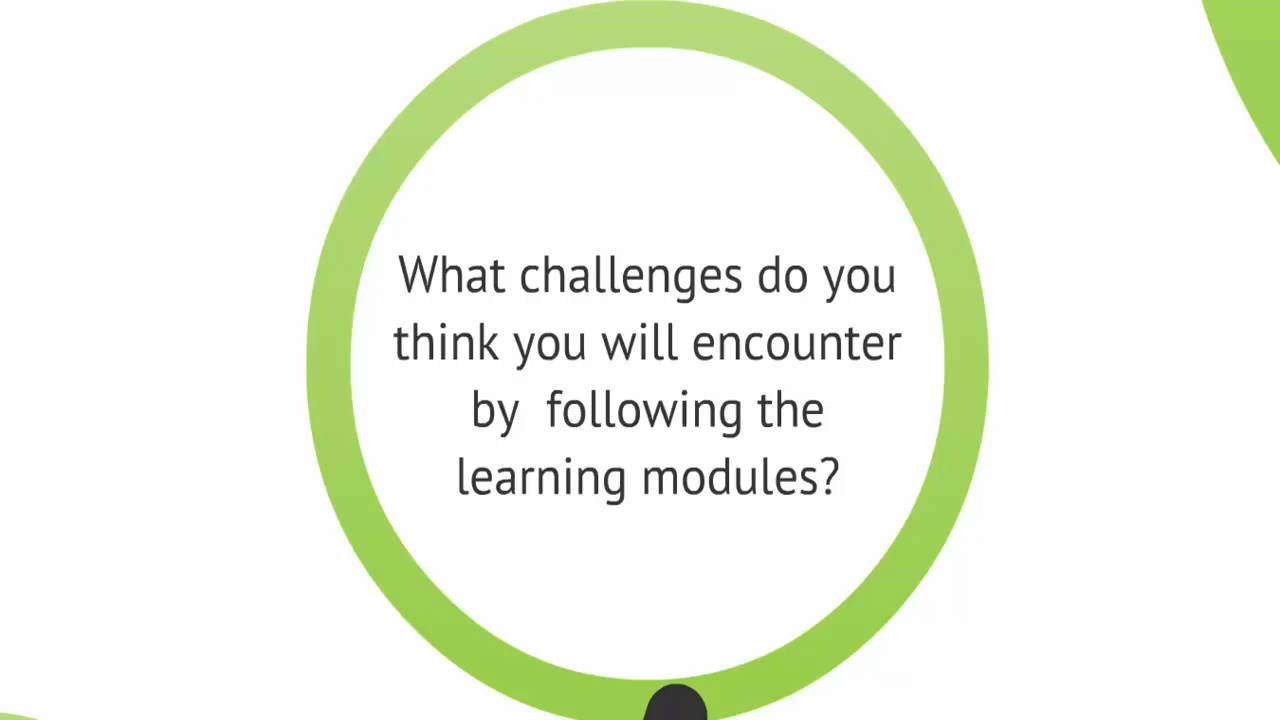 What challenges do you
think you will encounter
by  following the
learning modules?